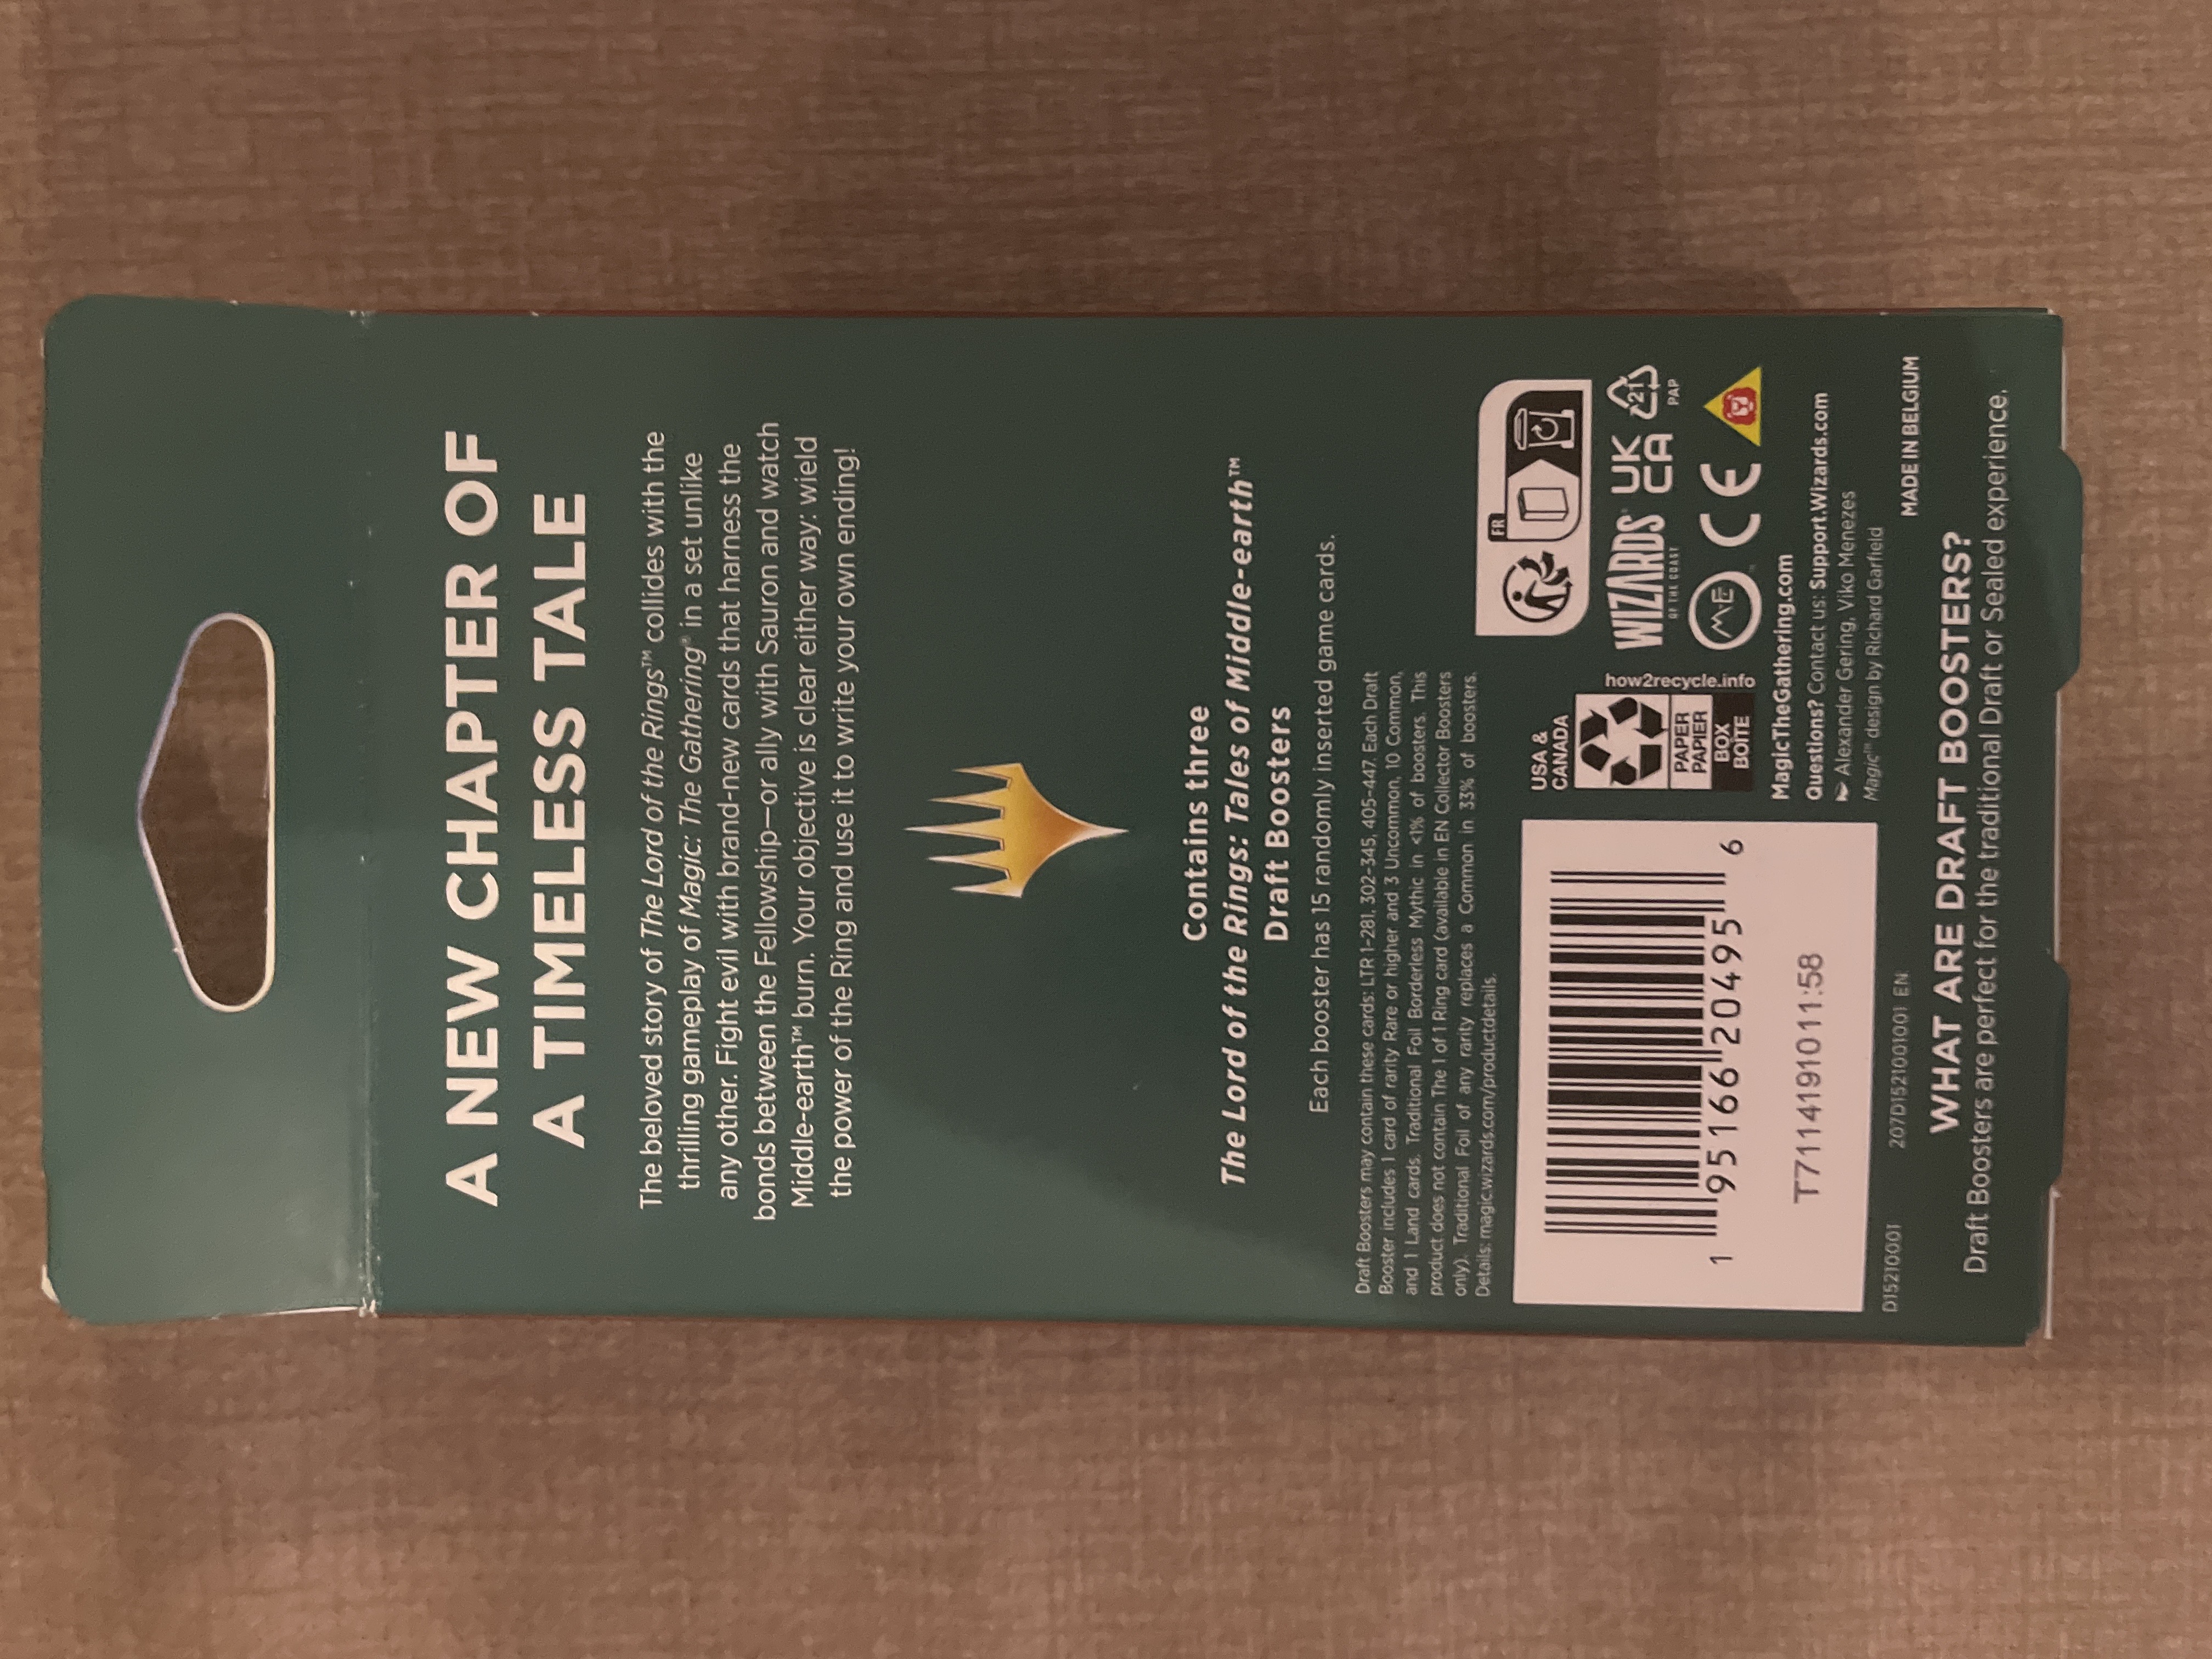 A NEW CHAPTER OF
A TIMELESS TALE
The beloved story of The Lord of the Rings™ collides with the
thrilling gameplay of Magic: The Gathering® in a set unlike
any other. Fight evil with brand-new cards that harness the
bonds between the Fellowship—or ally with Sauron and watch
Middle-earth™ burn. Your objective is clear either way: wield
the power of the Ring and use it to write your own ending!
Contains three
The Lord of the Rings: Tales of Middle-earth™
Draft Boosters
Each booster has 15 randomly inserted game cards.
Draft Boosters may contain these cards: LTR 1-281, 302-345, 405-447. Each Draft
Booster includes 1 card of rarity Rare or higher and 3 Uncommon, 10 Common,
and 1 Land cards. Traditional Foil Borderless Mythic in <1% of boosters. This
product does not contain The 1 of 1 Ring card (available in EN Collector Boosters
only). Traditional Foil of any rarity replaces a Common in 33% of boosters.
Details: magic.wizards.com/productdetails.
1 95166 20495 6
T7114191011:58
USA &
CANADA
PAPER
PAPIER
BOX
BOÎTE
how2recycle.info
FR
WIZARDS
OF THE COAST
UK
CA
21
PAP
M-E
CE
MagicTheGathering.com
Questions? Contact us: Support.Wizards.com
Alexander Gering, Viko Menezes
Magic™ design by Richard Garfield
D15210001
207D1521001001 EN
MADE IN BELGIUM
WHAT ARE DRAFT BOOSTERS?
Draft Boosters are perfect for the traditional Draft or Sealed experience.